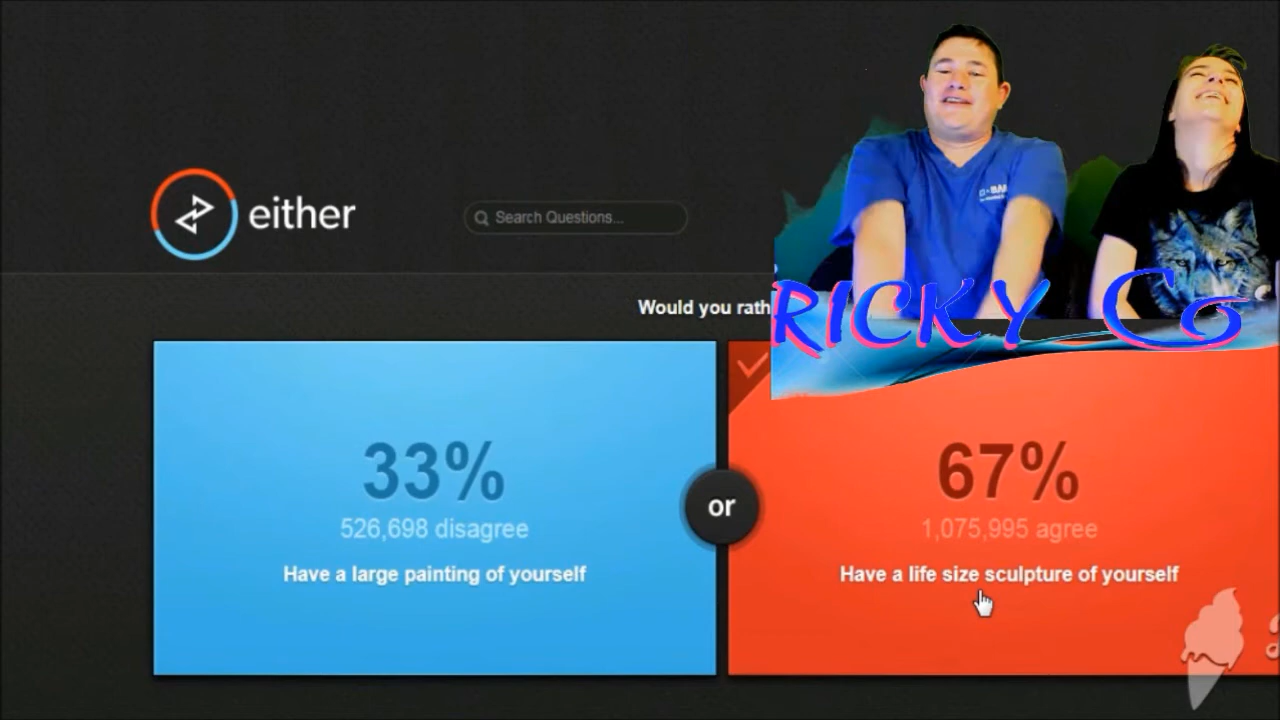 either
Search Questions...
Would you rath
RICKY Co
33%
526,698 disagree
Have a large painting of yourself
or
67%
1,075,995 agree
Have a life size sculpture of yourself